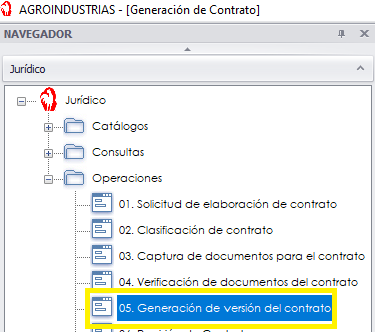 AGROINDUSTRIAS - [Generación de Contrato]
NAVEGADOR
Jurídico
Jurídico
Catálogos
Consultas
Operaciones
01. Solicitud de elaboración de contrato
02. Clasificación de contrato
03. Captura de documentos para el contrato
04. Verificación de documentos del contrato
05. Generación de versión del contrato